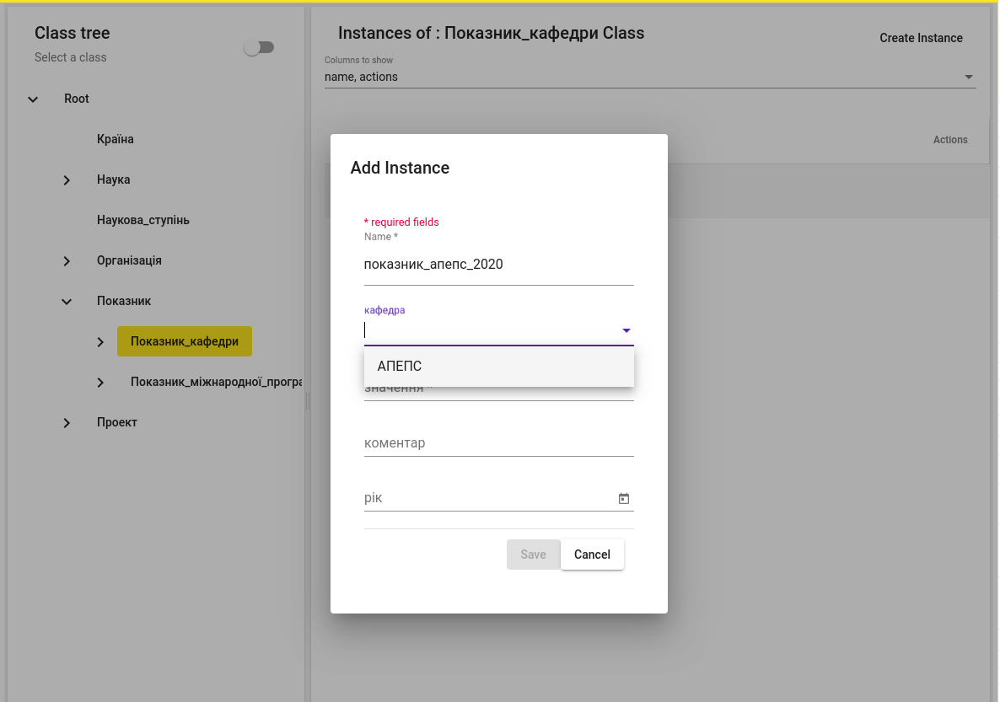 Class tree
Select a class
Root
Країна
Наука
Наукова_ступінь
Організація
Показник
Показник_кафедри
Показник_міжнародної_програ
Проект
Instances of : Показник_кафедри Class
Create Instance
Columns to show
name, actions
Actions
Add Instance
* required fields
Name *
показник_апепс_2020
кафедра
АПЕПС
значення *
коментар
рік
Save
Cancel